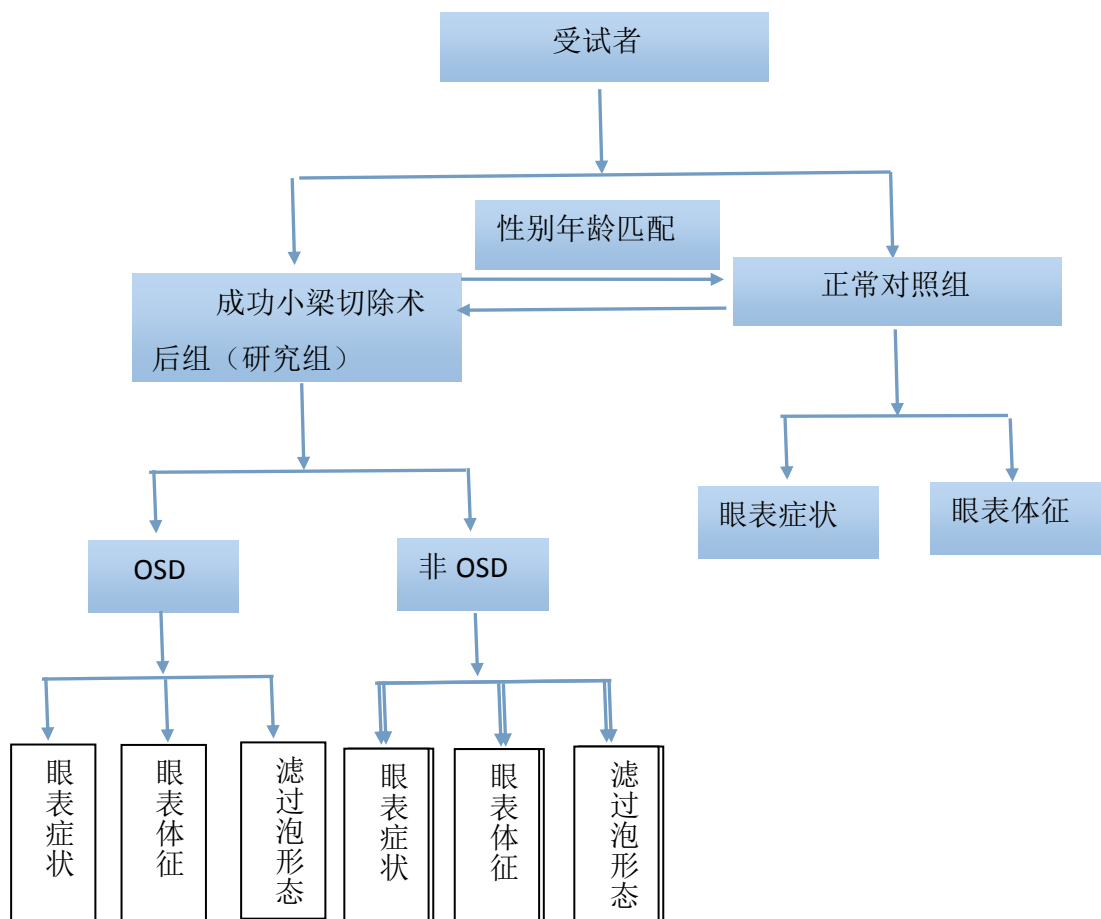 受试者
性别年龄匹配
成功小梁切除术
后组（研究组）
正常对照组
眼表症状
眼表体征
OSD
非 OSD
眼表症状
眼表体征
滤过泡形态
眼表症状
眼表体征
滤过泡形态